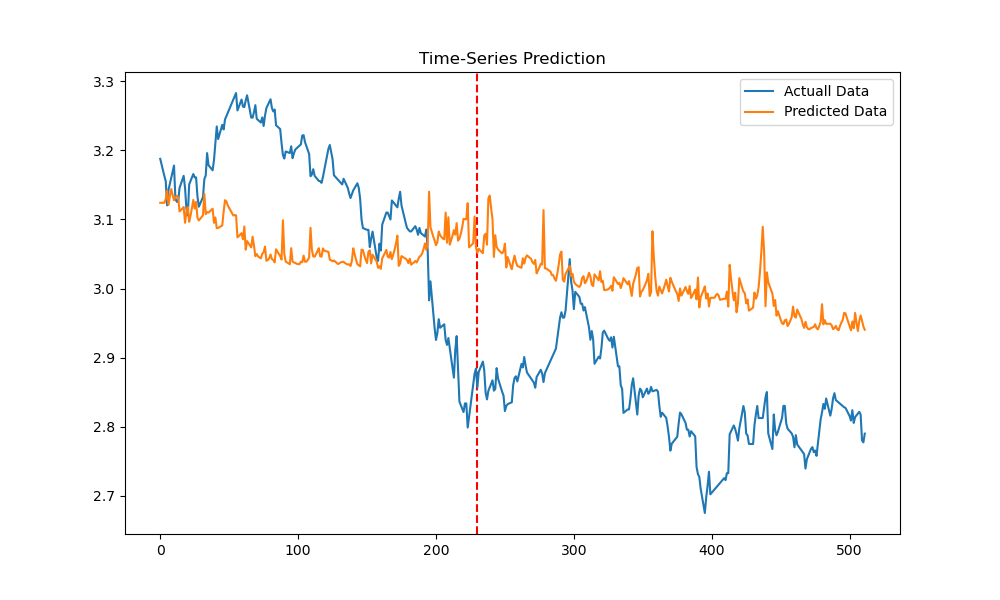 Time-Series Prediction
Actuall Data
Predicted Data
3.3
3.2
3.1
3.0
2.9
2.8
2.7
0 100 200 300 400 500